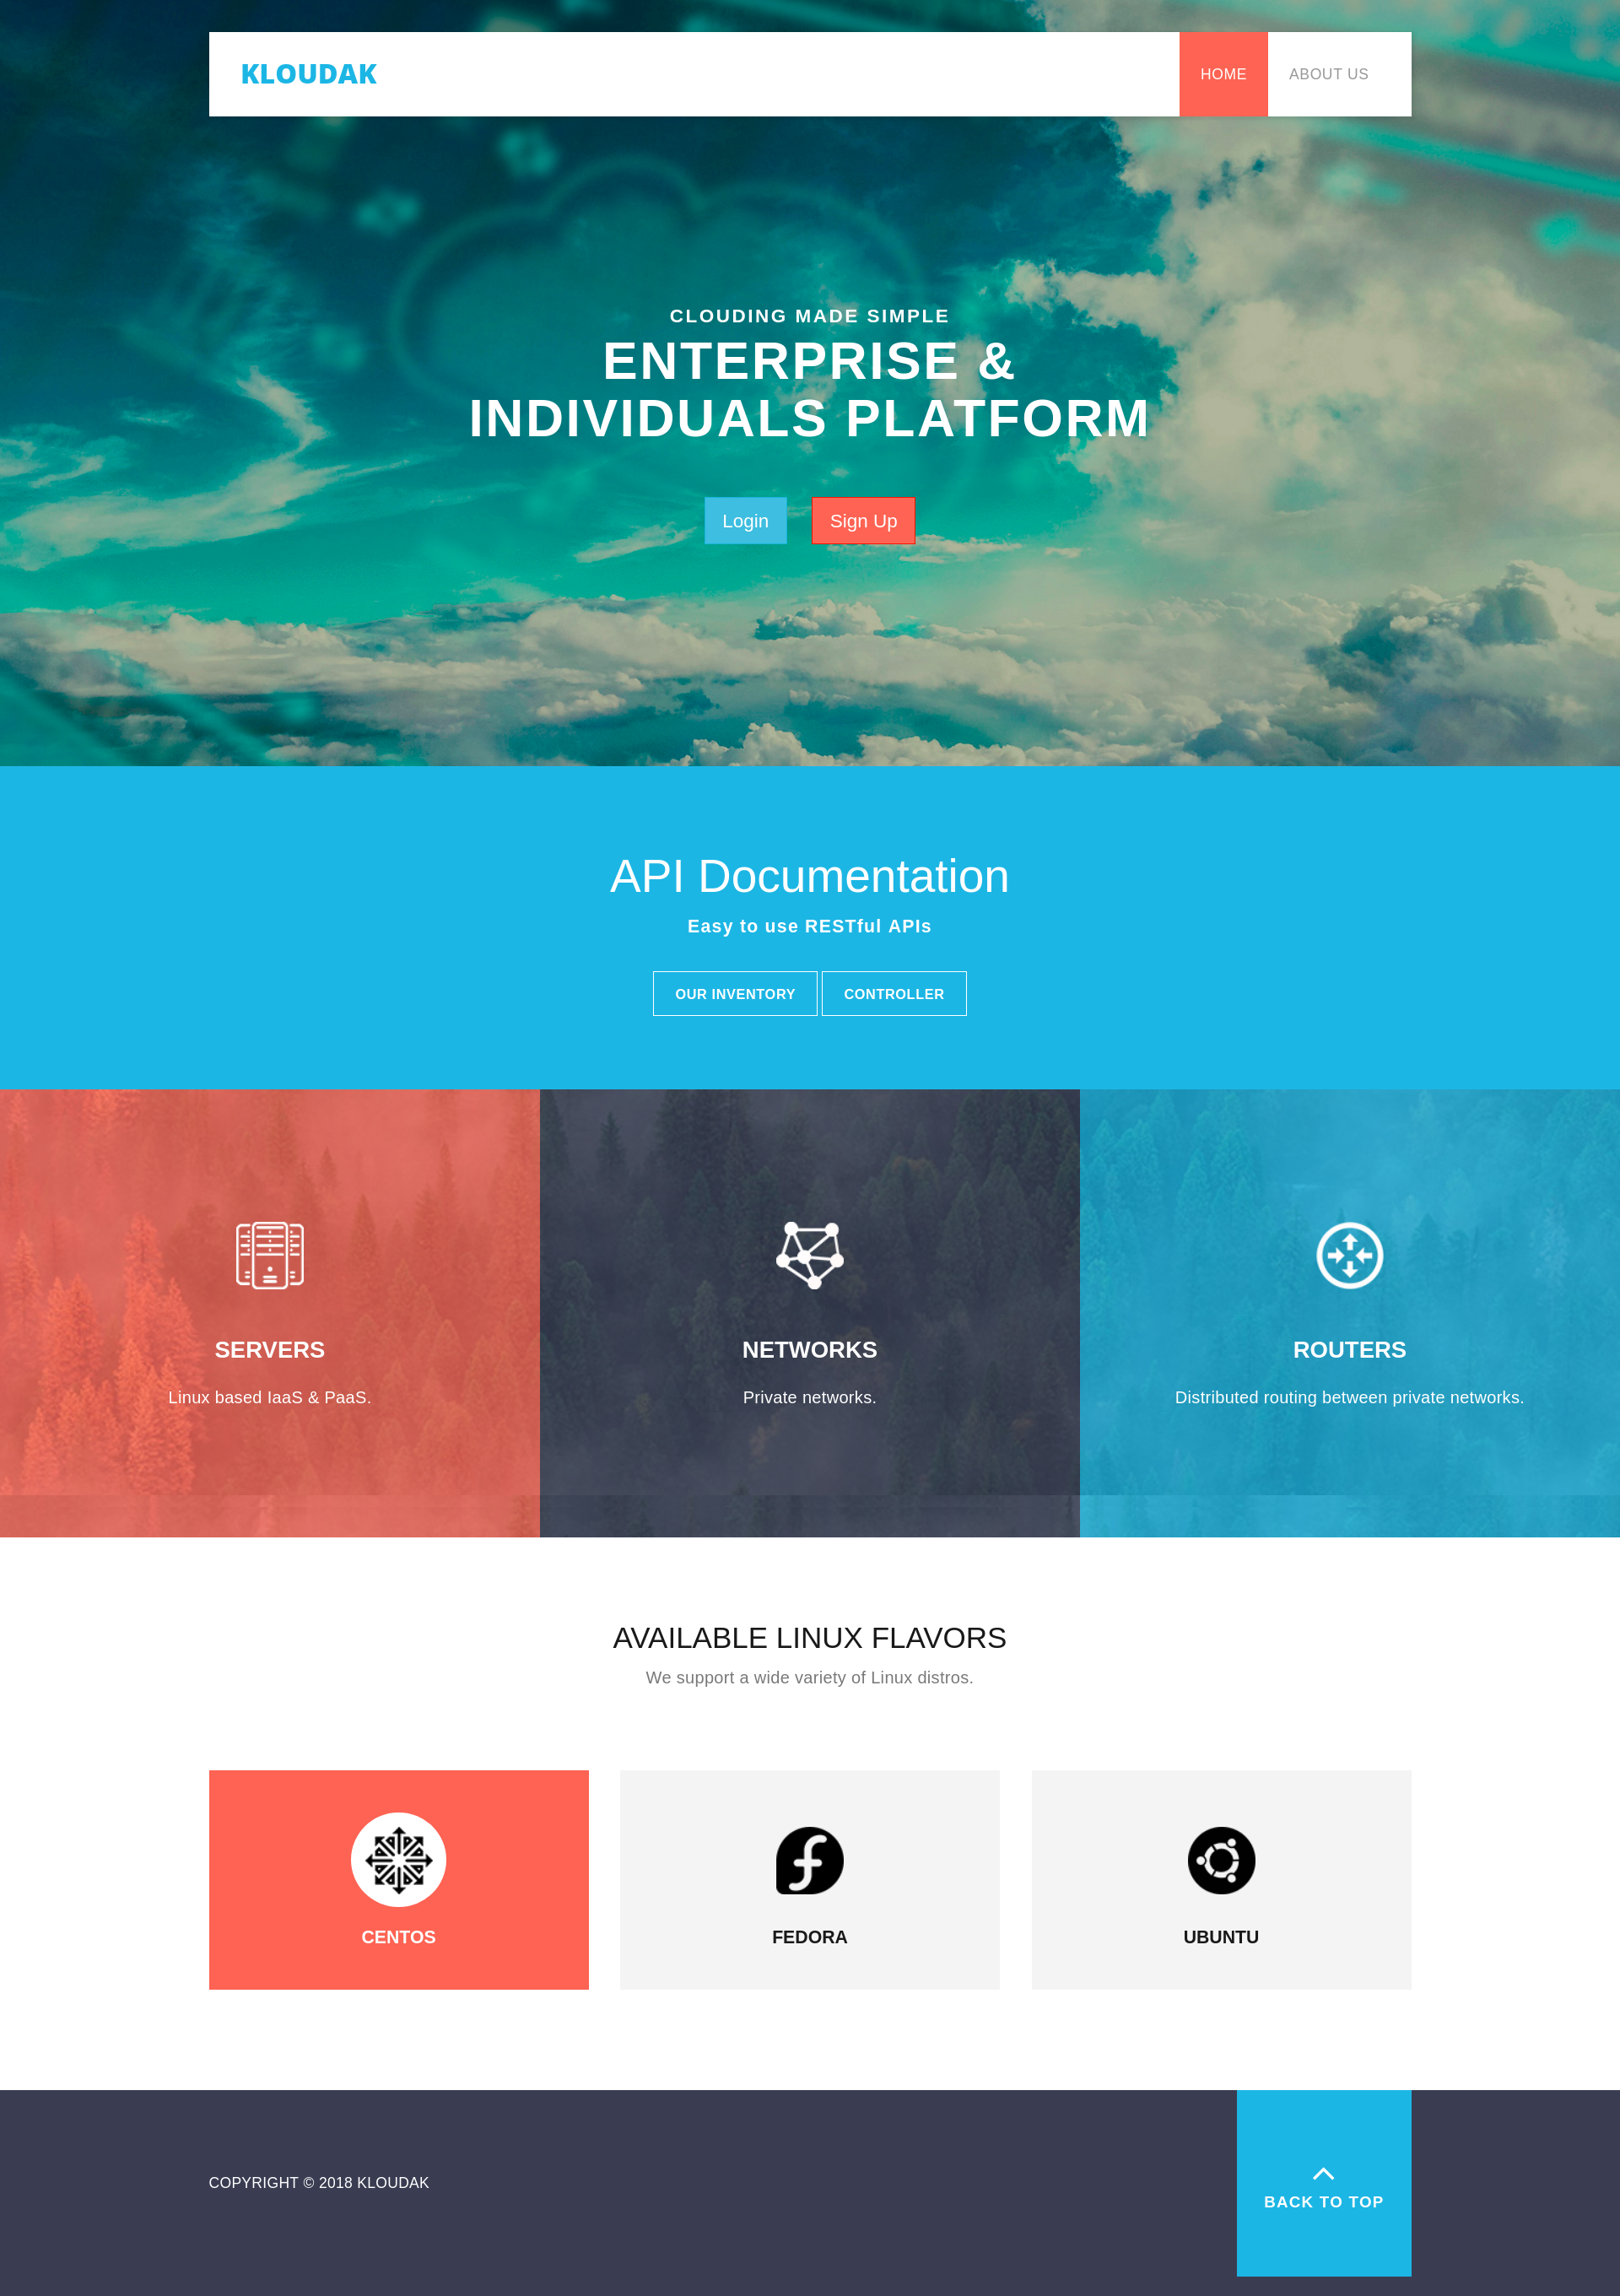 KLOUDAK
HOME
ABOUT US
CLOUDING MADE SIMPLE
ENTERPRISE &
INDIVIDUALS PLATFORM
Login
Sign Up
API Documentation
Easy to use RESTful APIs
OUR INVENTORY
CONTROLLER
SERVERS
Linux based IaaS & PaaS.
NETWORKS
Private networks.
ROUTERS
Distributed routing between private networks.
AVAILABLE LINUX FLAVORS
We support a wide variety of Linux distros.
CENTOS
FEDORA
UBUNTU
COPYRIGHT © 2018 KLOUDAK
BACK TO TOP